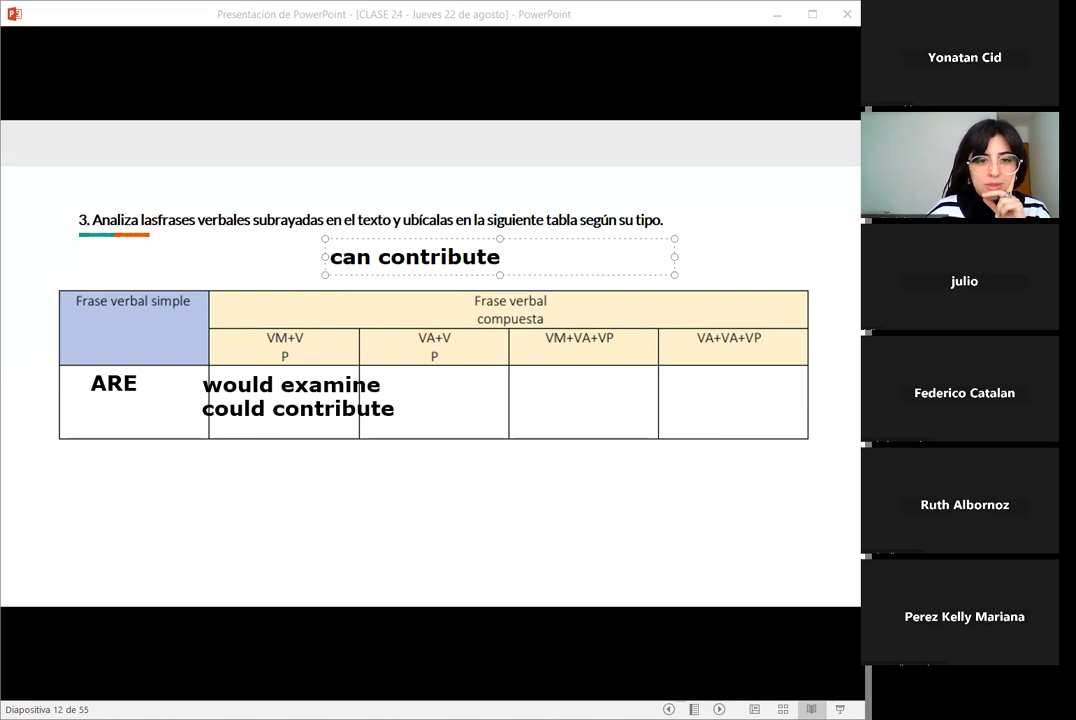 Presentación de PowerPoint - [CLASE 24 - Jueves 22 de agosto] - PowerPoint
Yonatan Cid
3. Analiza lasfrases verbales subrayadas en el texto y ubícalas en la siguiente tabla según su tipo.
can contribute
julio
Frase verbal simple
Frase verbal
compuesta
VM+V
P
VA+V
P
VM+VA+VP
VA+VA+VP
ARE
would examine
could contribute
Federico Catalan
Ruth Albornoz
Perez Kelly Mariana
Diapositiva 12 de 55